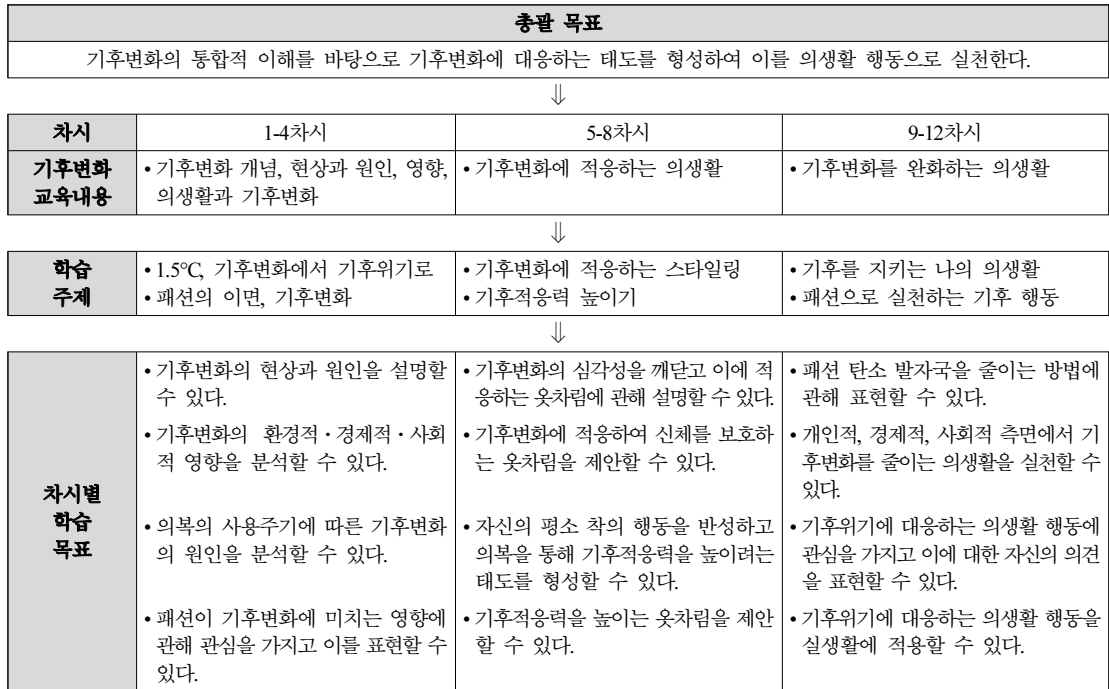 총괄 목표
기후변화의 통합적 이해를 바탕으로 기후변화에 대응하는 태도를 형성하여 이를 의생활 행동으로 실천한다.
⇓
차시
1-4차시
5-8차시
9-12차시
기후변화
교육내용
• 기후변화 개념, 현상과 원인, 영향,
의생활과 기후변화
• 기후변화에 적응하는 의생활
• 기후변화를 완화하는 의생활
⇓
학습
주제
• 1.5°C, 기후변화에서 기후위기로
• 패션의 이면, 기후변화
• 기후변화에 적응하는 스타일링
• 기후적응력 높이기
• 기후를 지키는 나의 의생활
• 패션으로 실천하는 기후 행동
⇓
차시별
학습
목표
• 기후변화의 현상과 원인을 설명할
수 있다.
• 기후변화의 환경적·경제적·사회
적 영향을 분석할 수 있다.
• 의복의 사용주기에 따른 기후변화
의 원인을 분석할 수 있다.
• 패션이 기후변화에 미치는 영향에
관해 관심을 가지고 이를 표현할 수
있다.
• 기후변화의 심각성을 깨닫고 이에 적
응하는 옷차림에 관해 설명할 수 있다.
• 기후변화에 적응하여 신체를 보호하
는 옷차림을 제안할 수 있다.
• 자신의 평소 착의 행동을 반성하고
의복을 통해 기후적응력을 높이려는
태도를 형성할 수 있다.
• 기후적응력을 높이는 옷차림을 제안
할 수 있다.
• 패션 탄소 발자국을 줄이는 방법에
관해 표현할 수 있다.
• 개인적, 경제적, 사회적 측면에서 기
후변화를 줄이는 의생활을 실천할 수
있다.
• 기후위기에 대응하는 의생활 행동에
관심을 가지고 이에 대한 자신의 의견
을 표현할 수 있다.
• 기후위기에 대응하는 의생활 행동을
실생활에 적용할 수 있다.